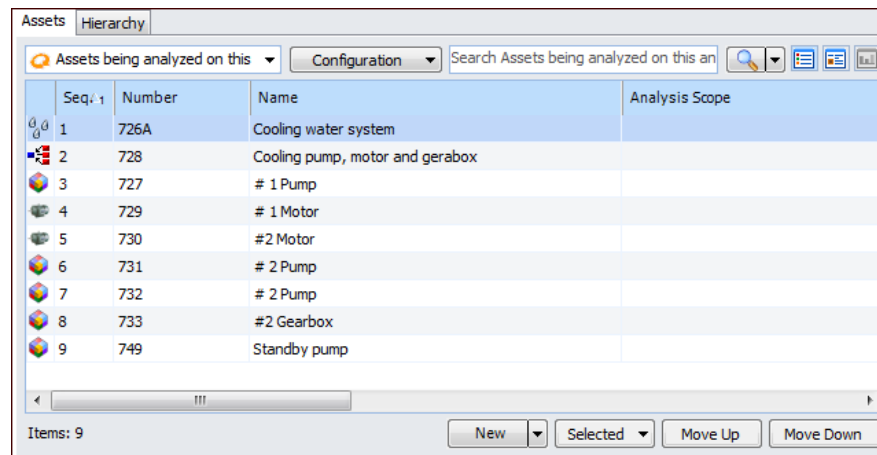 Assets Hierarchy
Assets being analyzed on this Configuration Search Assets being analyzed on this an
Seq. 1 Number Name Analysis Scope
1 726A Cooling water system
2 728 Cooling pump, motor and gerabox
3 727 # 1 Pump
4 729 # 1 Motor
5 730 #2 Motor
6 731 # 2 Pump
7 732 # 2 Pump
8 733 #2 Gearbox
9 749 Standby pump
Items: 9 New Selected Move Up Move Down